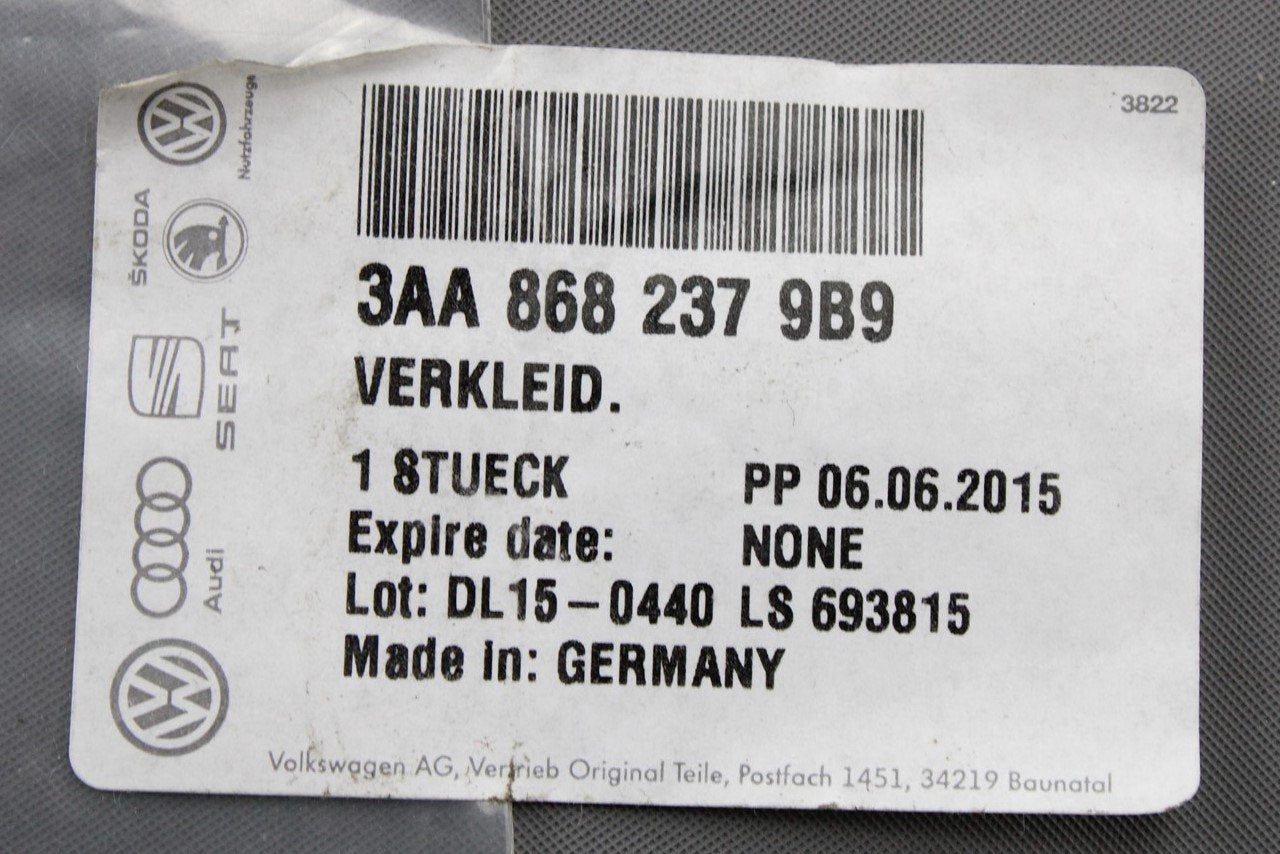 3822
Nutzfahrzeuge
ŠKODA
SEAT
Audi
3AA 868 237 9B9
VERKLEID.
1 STUECK PP 06.06.2015
Expire date: NONE
Lot: DL15-0440 LS 693815
Made in: GERMANY
Volkswagen AG, Vertrieb Original Teile, Postfach 1451, 34219 Baunatal